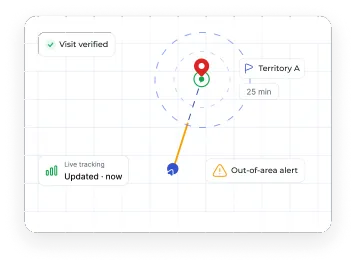 Visit verified
Territory A
25 min
Live tracking
Updated · now
Out-of-area alert